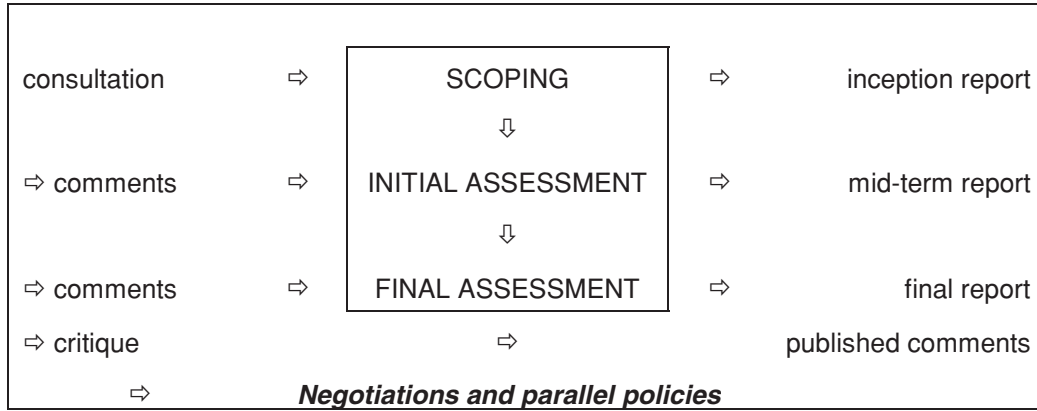 consultation ⇨ SCOPING ⇨ inception report
⇩
⇨ comments ⇨ INITIAL ASSESSMENT ⇨ mid-term report
⇩
⇨ comments ⇨ FINAL ASSESSMENT ⇨ final report
⇨ critique ⇨ published comments
⇨ Negotiations and parallel policies